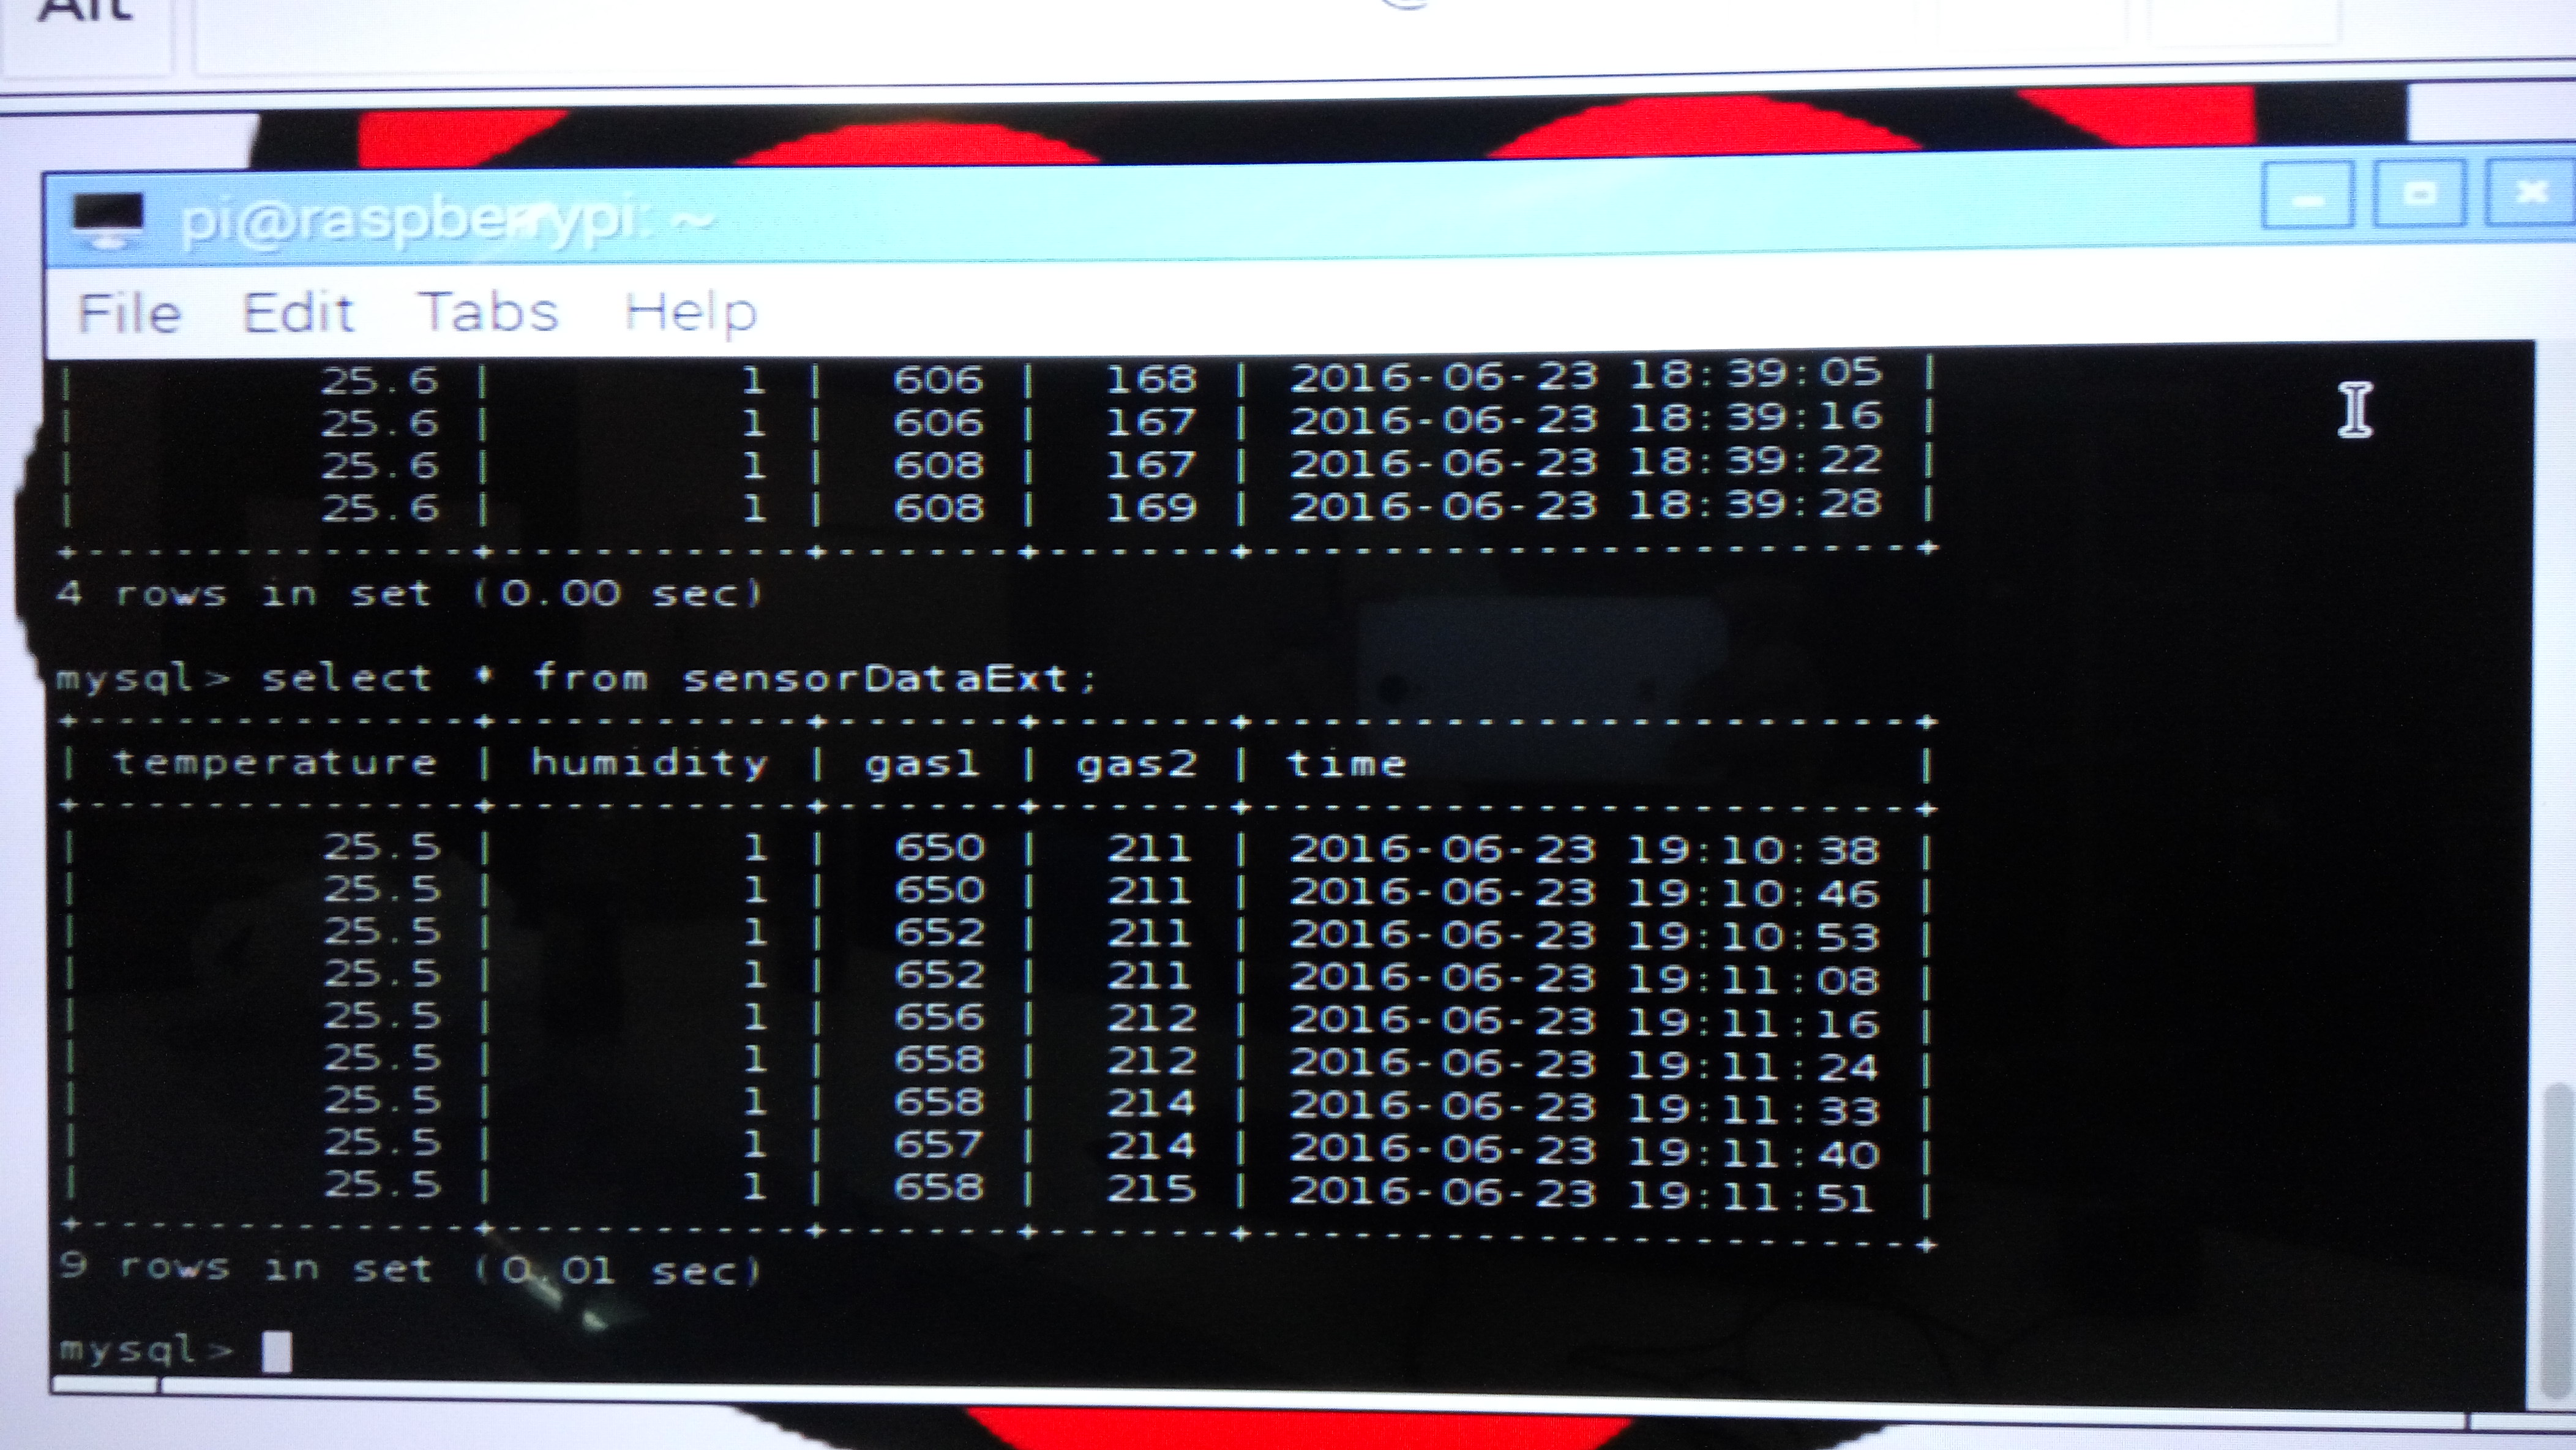 Alt
pi@raspberrypi: ~
File Edit Tabs Help
| 25.6 | 1 | 606 | 168 | 2016-06-23 18:39:05 |
| 25.6 | 1 | 606 | 167 | 2016-06-23 18:39:16 |
| 25.6 | 1 | 608 | 167 | 2016-06-23 18:39:22 |
| 25.6 | 1 | 608 | 169 | 2016-06-23 18:39:28 |
+-------------+----------+------+------+---------------------+
4 rows in set (0.00 sec)
mysql> select * from sensorDataExt;
+-------------+----------+------+------+---------------------+
| temperature | humidity | gas1 | gas2 | time |
+-------------+----------+------+------+---------------------+
| 25.5 | 1 | 650 | 211 | 2016-06-23 19:10:38 |
| 25.5 | 1 | 650 | 211 | 2016-06-23 19:10:46 |
| 25.5 | 1 | 652 | 211 | 2016-06-23 19:10:53 |
| 25.5 | 1 | 652 | 211 | 2016-06-23 19:11:08 |
| 25.5 | 1 | 656 | 212 | 2016-06-23 19:11:16 |
| 25.5 | 1 | 658 | 212 | 2016-06-23 19:11:24 |
| 25.5 | 1 | 658 | 214 | 2016-06-23 19:11:33 |
| 25.5 | 1 | 657 | 214 | 2016-06-23 19:11:40 |
| 25.5 | 1 | 658 | 215 | 2016-06-23 19:11:51 |
+-------------+----------+------+------+---------------------+
9 rows in set (0.01 sec)
mysql>